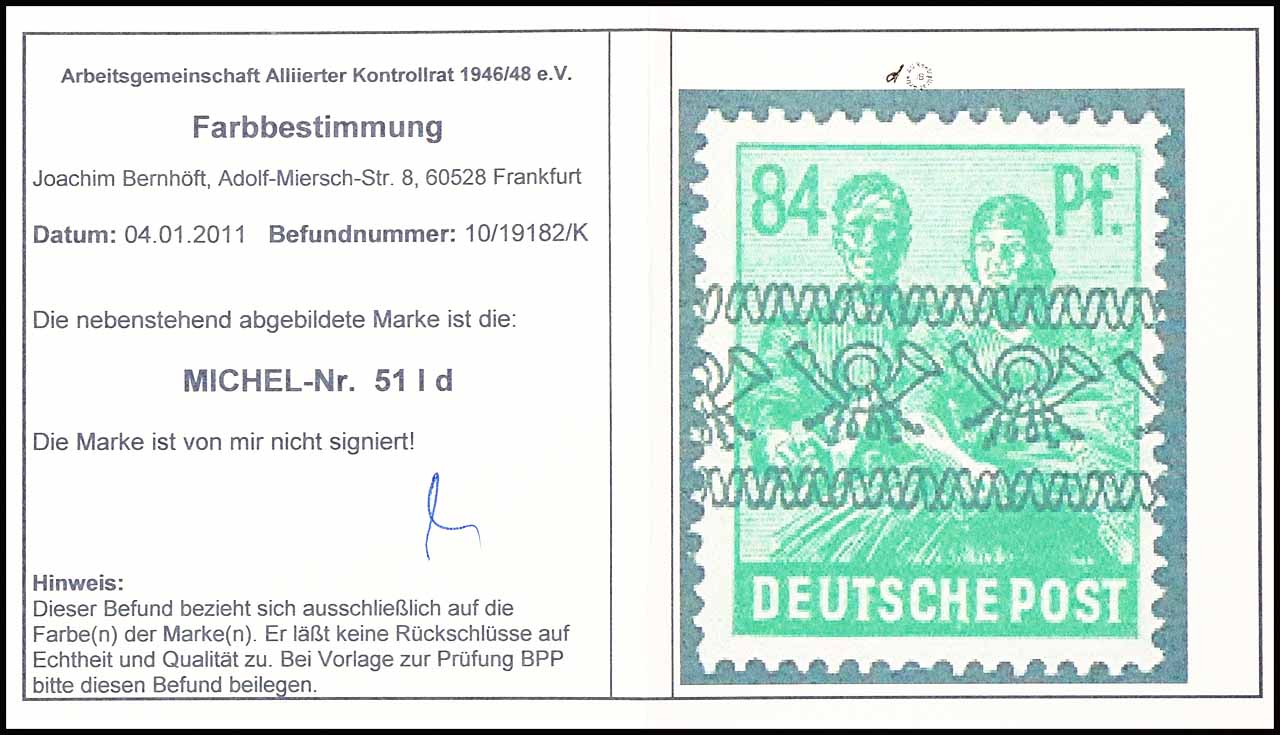 Arbeitsgemeinschaft Alliierter Kontrollrat 1946/48 e.V.
Farbbestimmung
Joachim Bernhöft, Adolf-Miersch-Str. 8, 60528 Frankfurt
Datum: 04.01.2011 Befundnummer: 10/19182/K
Die nebenstehend abgebildete Marke ist die:
MICHEL-Nr. 51 I d
Die Marke ist von mir nicht signiert!
Hinweis:
Dieser Befund bezieht sich ausschließlich auf die
Farbe(n) der Marke(n). Er läßt keine Rückschlüsse auf
Echtheit und Qualität zu. Bei Vorlage zur Prüfung BPP
bitte diesen Befund beilegen.
84 Pf.
DEUTSCHE POST